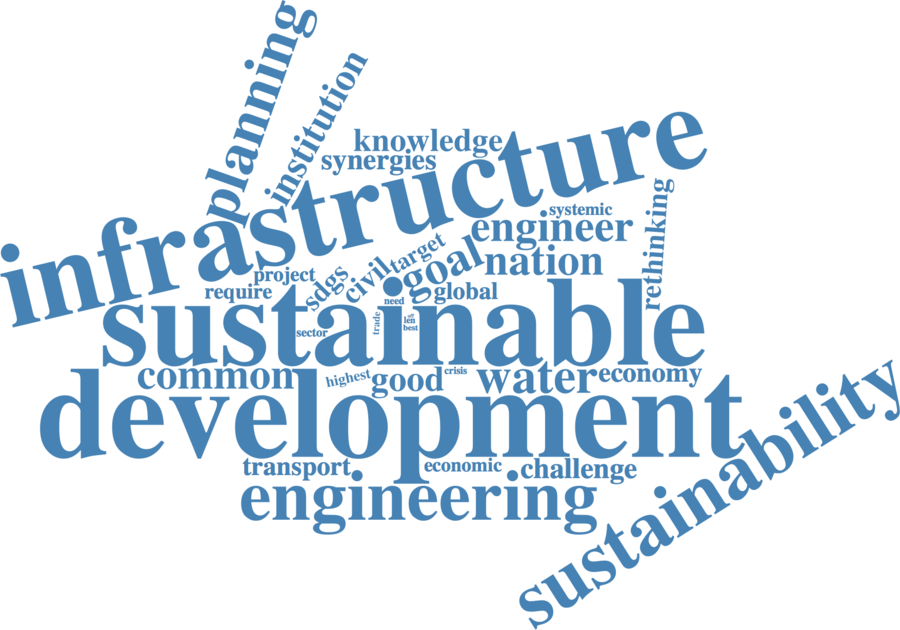 planning
institution
knowledge
synergies
infrastructure
systemic
engineer
rethinking
target
civil
goal
nation
project
sdgs
require
global
need
sustainable
trade
len
best
sector
common
highest
good
crisis
water
economy
development
sustainability
transport
economic
challenge
engineering